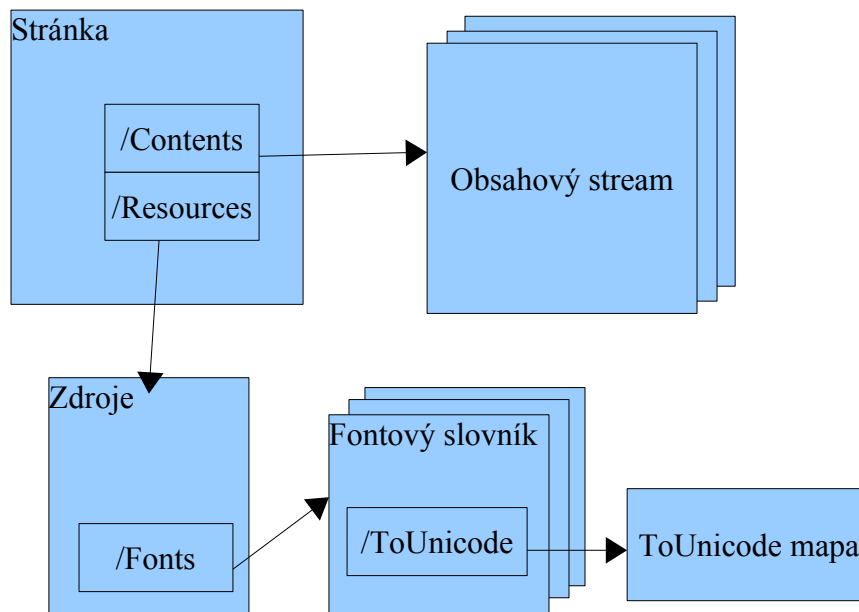 Stránka
/Contents
/Resources
Obsahový stream
Zdroje
/Fonts
Fontový slovník
/ToUnicode
ToUnicode mapa